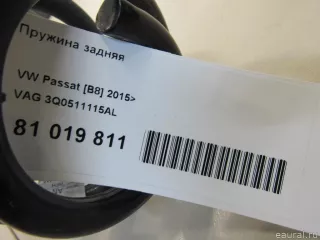 Пружина задняя
VW Passat [B8] 2015>
VAG 3Q0511115AL
81 019 811
eaural.ru